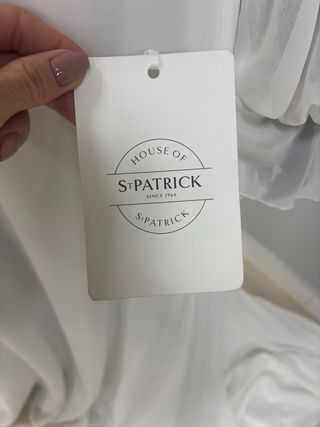 HOUSE OF
STPATRICK
SINCE 1964
STPATRICK